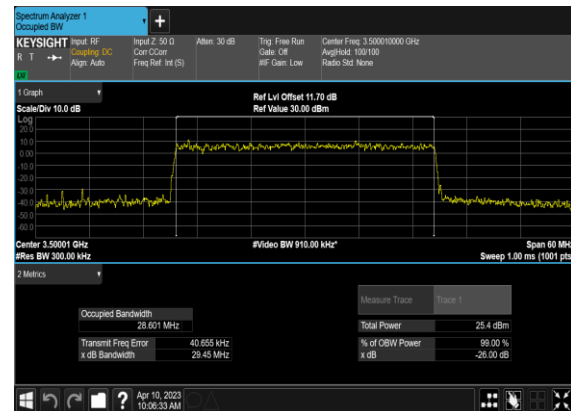 Spectrum Analyzer 1
Occupied BW
KEYSIGHT Input: RF Input Z: 50 Ω Atten: 30 dB Trig: Free Run Center Freq: 3.500010000 GHz
R T Coupling: DC Corr CCorr Gate: Off Avg|Hold: 100/100
Align: Auto Freq Ref: Int (S) #IF Gain: Low Radio Std: None
1 Graph
Ref Lvl Offset 11.70 dB
Scale/Div 10.0 dB Ref Value 30.00 dBm
Log
20.0
10.0
0.00
-10.0
-20.0
-30.0
-40.0
-50.0
-60.0
Center 3.50001 GHz #Video BW 910.00 kHz* Span 60 MHz
#Res BW 300.00 kHz Sweep 1.00 ms (1001 pts)
2 Metrics
Measure Trace Trace 1
Occupied Bandwidth
28.601 MHz Total Power 25.4 dBm
Transmit Freq Error 40.655 kHz % of OBW Power 99.00 %
x dB Bandwidth 29.45 MHz x dB -26.00 dB
? Apr 10, 2023
10:06:33 AM